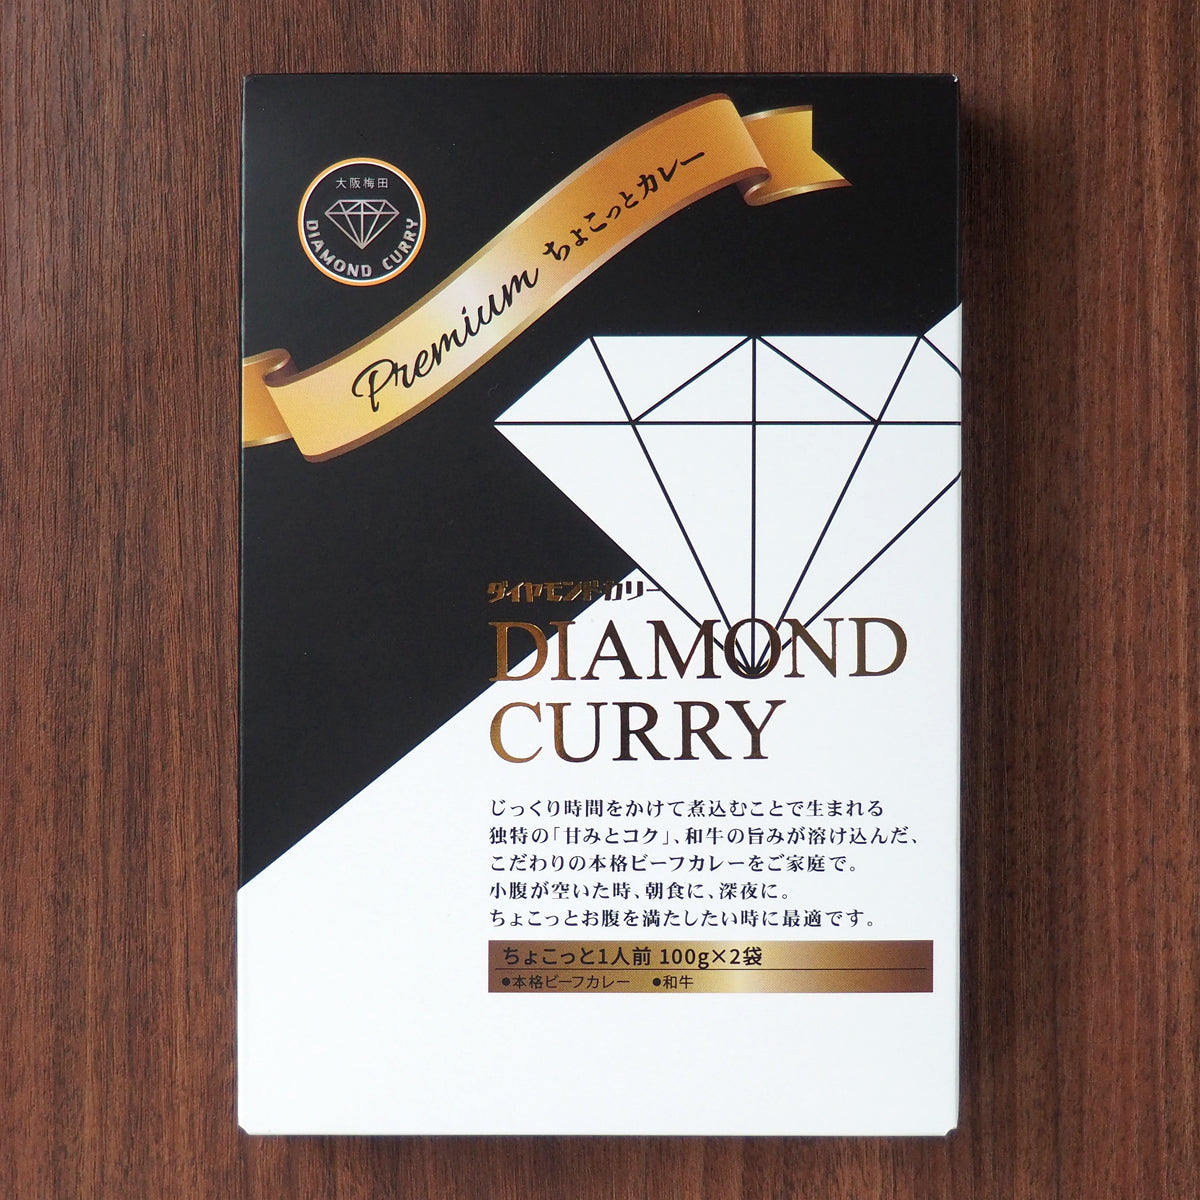 大阪梅田
DIAMOND CURRY
Premium ちょこっとカレー
ダイヤモンドカリー
DIAMOND
CURRY
じっくり時間をかけて煮込むことで生まれる
独特の「甘みとコク」、和牛の旨みが溶け込んだ、
こだわりの本格ビーフカレーをご家庭で。
小腹が空いた時、朝食に、深夜に。
ちょこっとお腹を満たしたい時に最適です。
ちょこっと1人前 100g×2袋
●本格ビーフカレー ●和牛